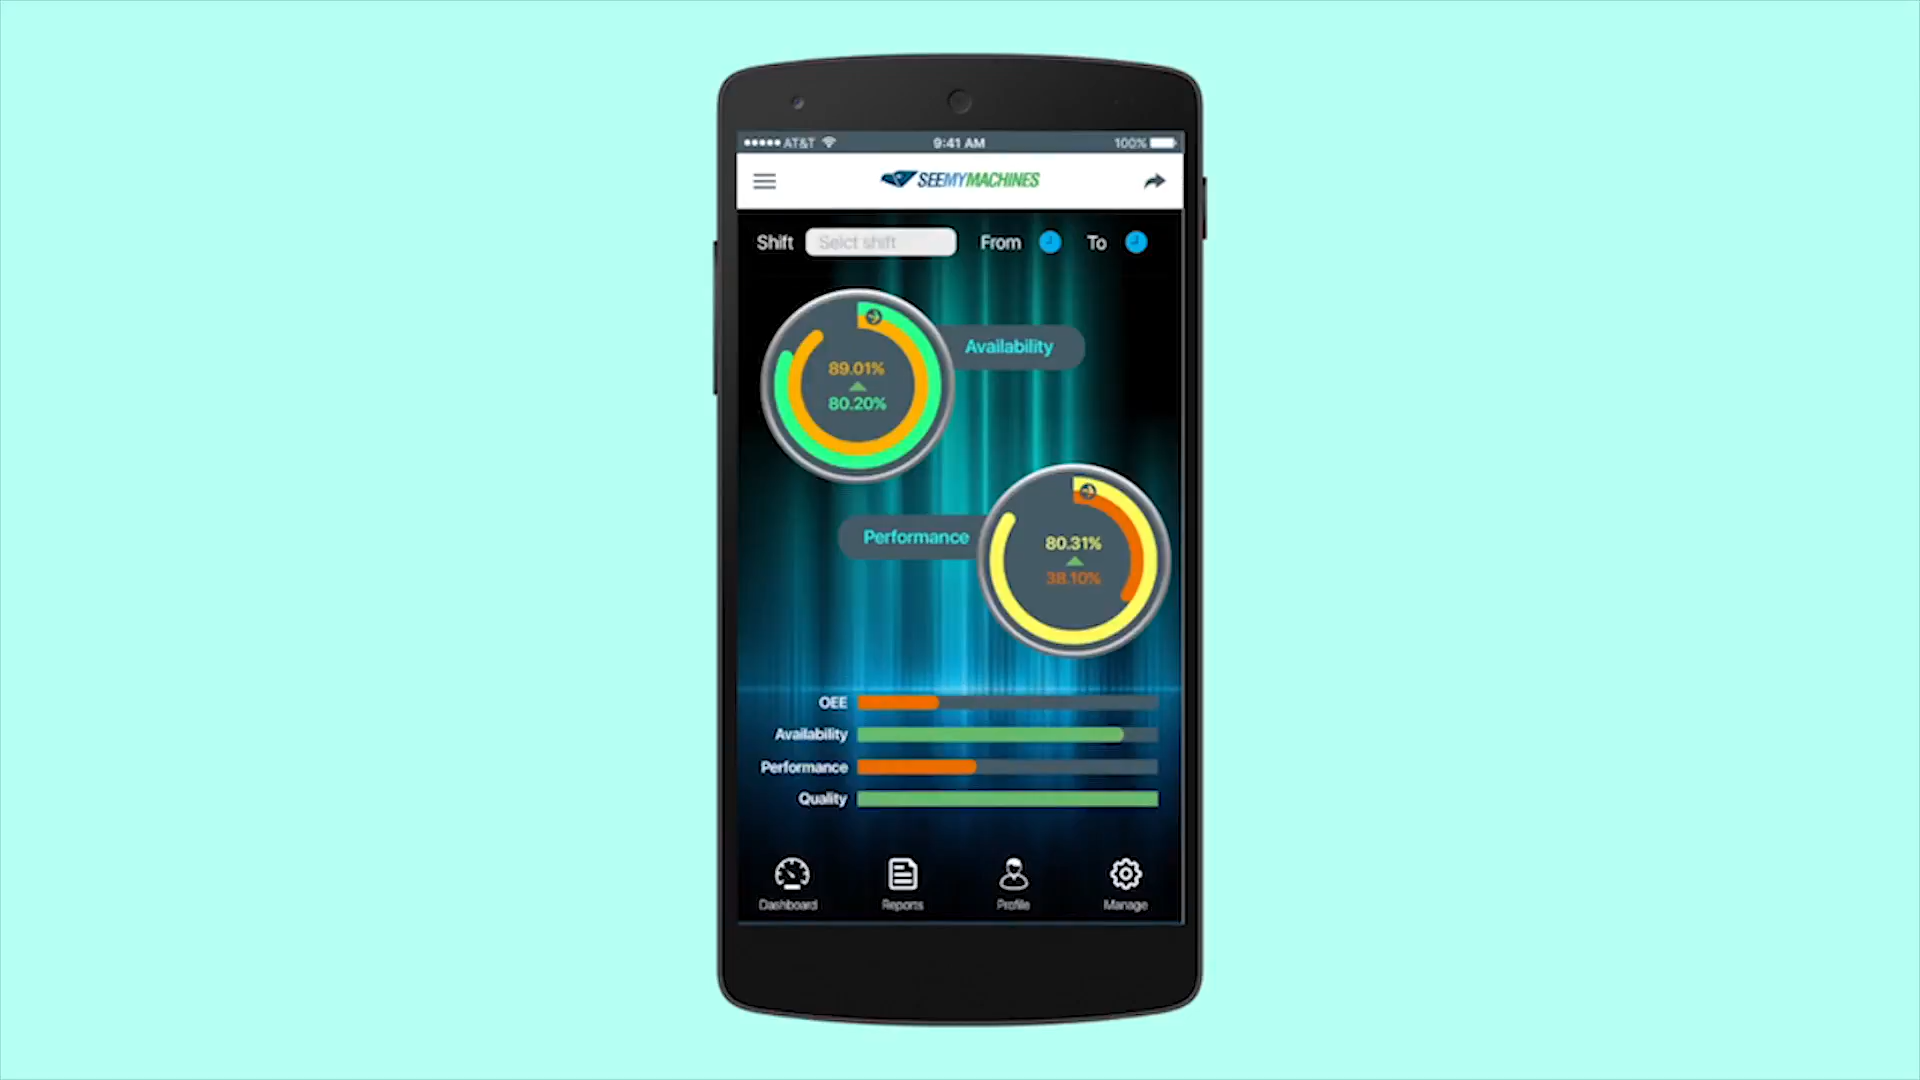 AT&T 9:41 AM 100%
SEEMYMACHINES
Shift Selct shift From To
Availability
89.01%
80.20%
Performance
80.31%
38.10%
OEE
Availability
Performance
Quality
Dashboard Reports Profile Manage